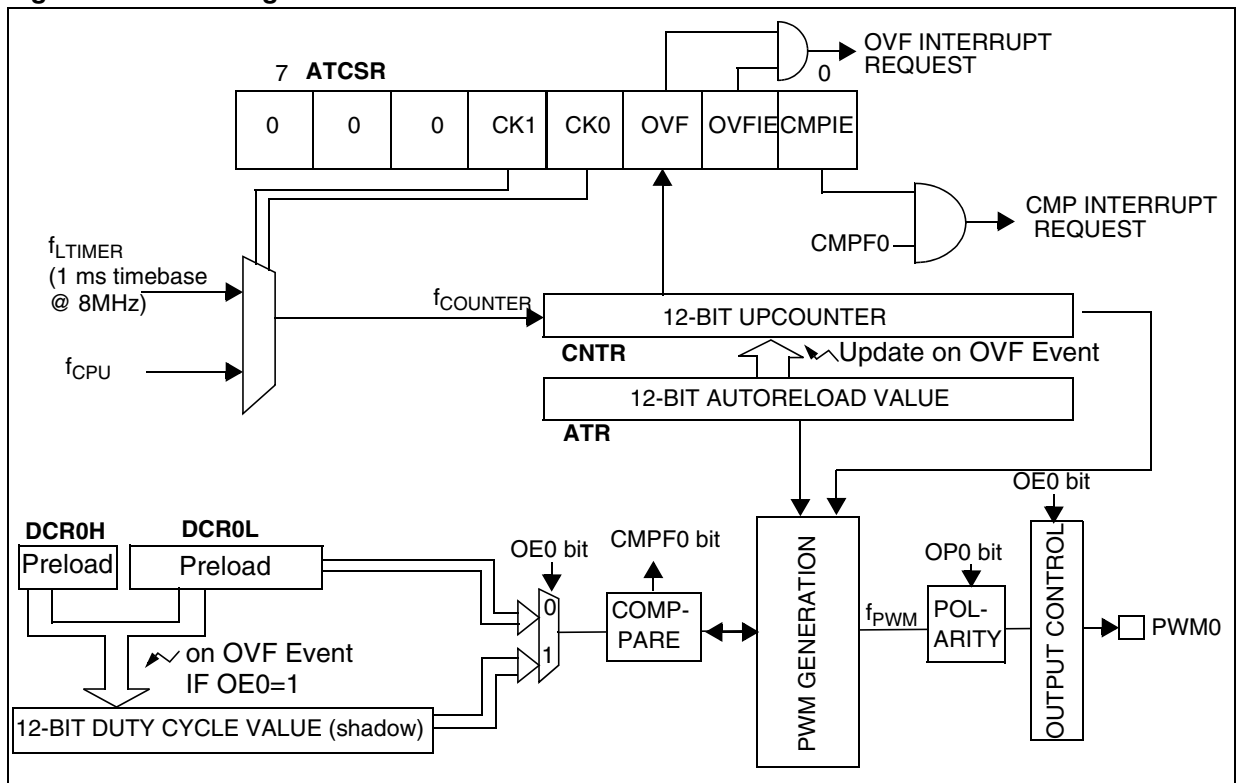 7 ATCSR 0
0 0 0 CK1 CK0 OVF OVFIE CMPIE
OVF INTERRUPT
REQUEST
CMP INTERRUPT
REQUEST
CMPF0
fLTIMER
(1 ms timebase
@ 8MHz)
fCPU
fCOUNTER
12-BIT UPCOUNTER
CNTR
Update on OVF Event
12-BIT AUTORELOAD VALUE
ATR
DCR0H
Preload
DCR0L
Preload
on OVF Event
IF OE0=1
12-BIT DUTY CYCLE VALUE (shadow)
OE0 bit
0
1
CMPF0 bit
COMP-
PARE
PWM GENERATION
fPWM
OP0 bit
POL-
ARITY
OE0 bit
OUTPUT CONTROL
PWM0